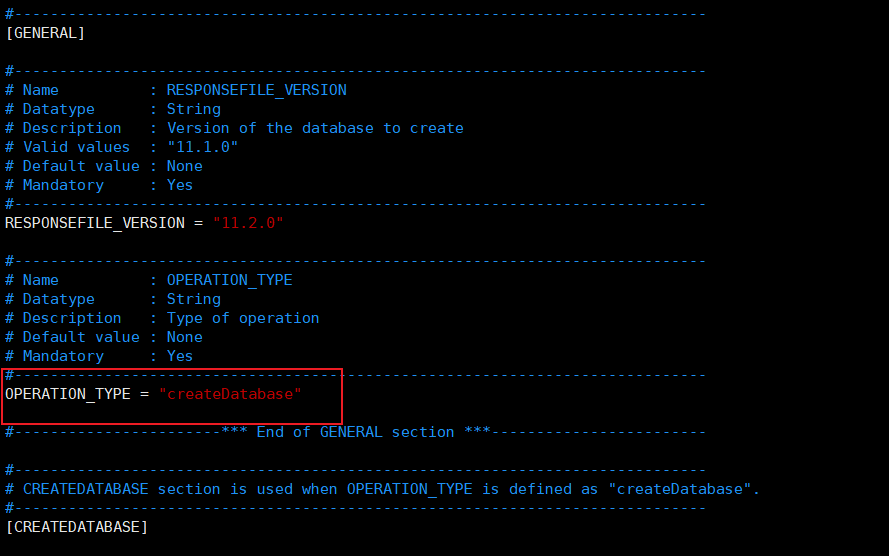 #-----------------------------------------------------------------------------
[GENERAL]
#-----------------------------------------------------------------------------
# Name          : RESPONSEFILE_VERSION
# Datatype      : String
# Description   : Version of the database to create
# Valid values  : "11.1.0"
# Default value : None
# Mandatory     : Yes
#-----------------------------------------------------------------------------
RESPONSEFILE_VERSION = "11.2.0"
#-----------------------------------------------------------------------------
# Name          : OPERATION_TYPE
# Datatype      : String
# Description   : Type of operation
# Default value : None
# Mandatory     : Yes
#-----------------------------------------------------------------------------
OPERATION_TYPE = "createDatabase"
#-----------------------*** End of GENERAL section ***------------------------
#-----------------------------------------------------------------------------
# CREATEDATABASE section is used when OPERATION_TYPE is defined as "createDatabase".
#-----------------------------------------------------------------------------
[CREATEDATABASE]